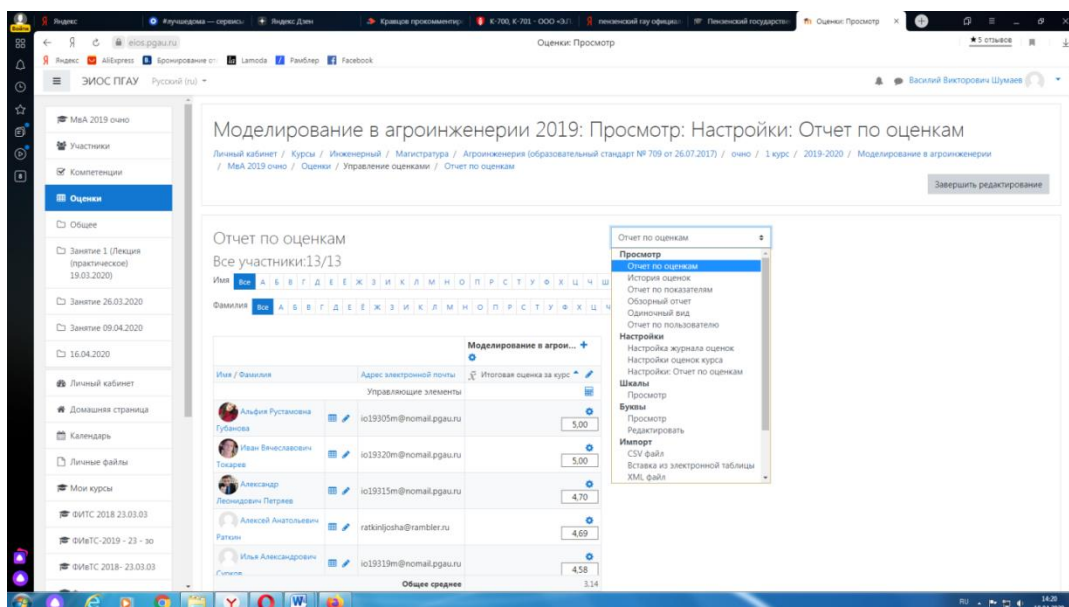 Яндекс
#лучшедома — сервисы
Яндекс Дзен
Кравцов прокомментир
К-700, К-701 - ООО «ЭЛ
пензенский гау официал
Пензенский государстве
Оценки: Просмотр
Войти
eios.pgau.ru
Оценки: Просмотр
5 отзывов
Яндекс
AliExpress
Бронирование от
Lamoda
Рамблер
Facebook
ЭИОС ПГАУ
Русский (ru)
Василий Викторович Шумаев
МвА 2019 очно
Участники
Компетенции
Оценки
Общее
Занятие 1 (Лекция
(практическое)
19.03.2020)
Занятие 26.03.2020
Занятие 09.04.2020
16.04.2020
Личный кабинет
Домашняя страница
Календарь
Личные файлы
Мои курсы
ФИТС 2018 23.03.03
ФИвТС-2019 - 23 - зо
ФИвТС 2018- 23.03.03
Моделирование в агроинженерии 2019: Просмотр: Настройки: Отчет по оценкам
Личный кабинет / Курсы / Инженерный / Магистратура / Агроинженерия (образовательный стандарт № 709 от 26.07.2017) / очно / 1 курс / 2019-2020 / Моделирование в агроинженерии
/ МвА 2019 очно / Оценки / Управление оценками / Отчет по оценкам
Завершить редактирование
Отчет по оценкам
Все участники:13/13
Имя Все А Б В Г Д Е Ё Ж З И К Л М Н О П Р С Т У Ф Х Ц Ч Ш
Фамилия Все А Б В Г Д Е Ё Ж З И К Л М Н О П Р С Т У Ф Х Ц Ч
Моделирование в агрои...
Имя / Фамилия
Адрес электронной почты
Итоговая оценка за курс
Управляющие элементы
Альфия Рустамовна
Губанова
io19305m@nomail.pgau.ru
5,00
Иван Вячеславович
Токарев
io19320m@nomail.pgau.ru
5,00
Александр
Леонидович Петряев
io19315m@nomail.pgau.ru
4,70
Алексей Анатольевич
Раткин
ratkinljosha@rambler.ru
4,69
Илья Александрович
Сурков
io19319m@nomail.pgau.ru
4,58
Общее среднее
3,14
Отчет по оценкам
Просмотр
Отчет по оценкам
История оценок
Отчет по показателям
Обзорный отчет
Одиночный вид
Отчет по пользователю
Настройки
Настройка журнала оценок
Настройки оценок курса
Настройки: Отчет по оценкам
Шкалы
Просмотр
Буквы
Просмотр
Редактировать
Импорт
CSV файл
Вставка из электронной таблицы
XML файл
RU
14:20